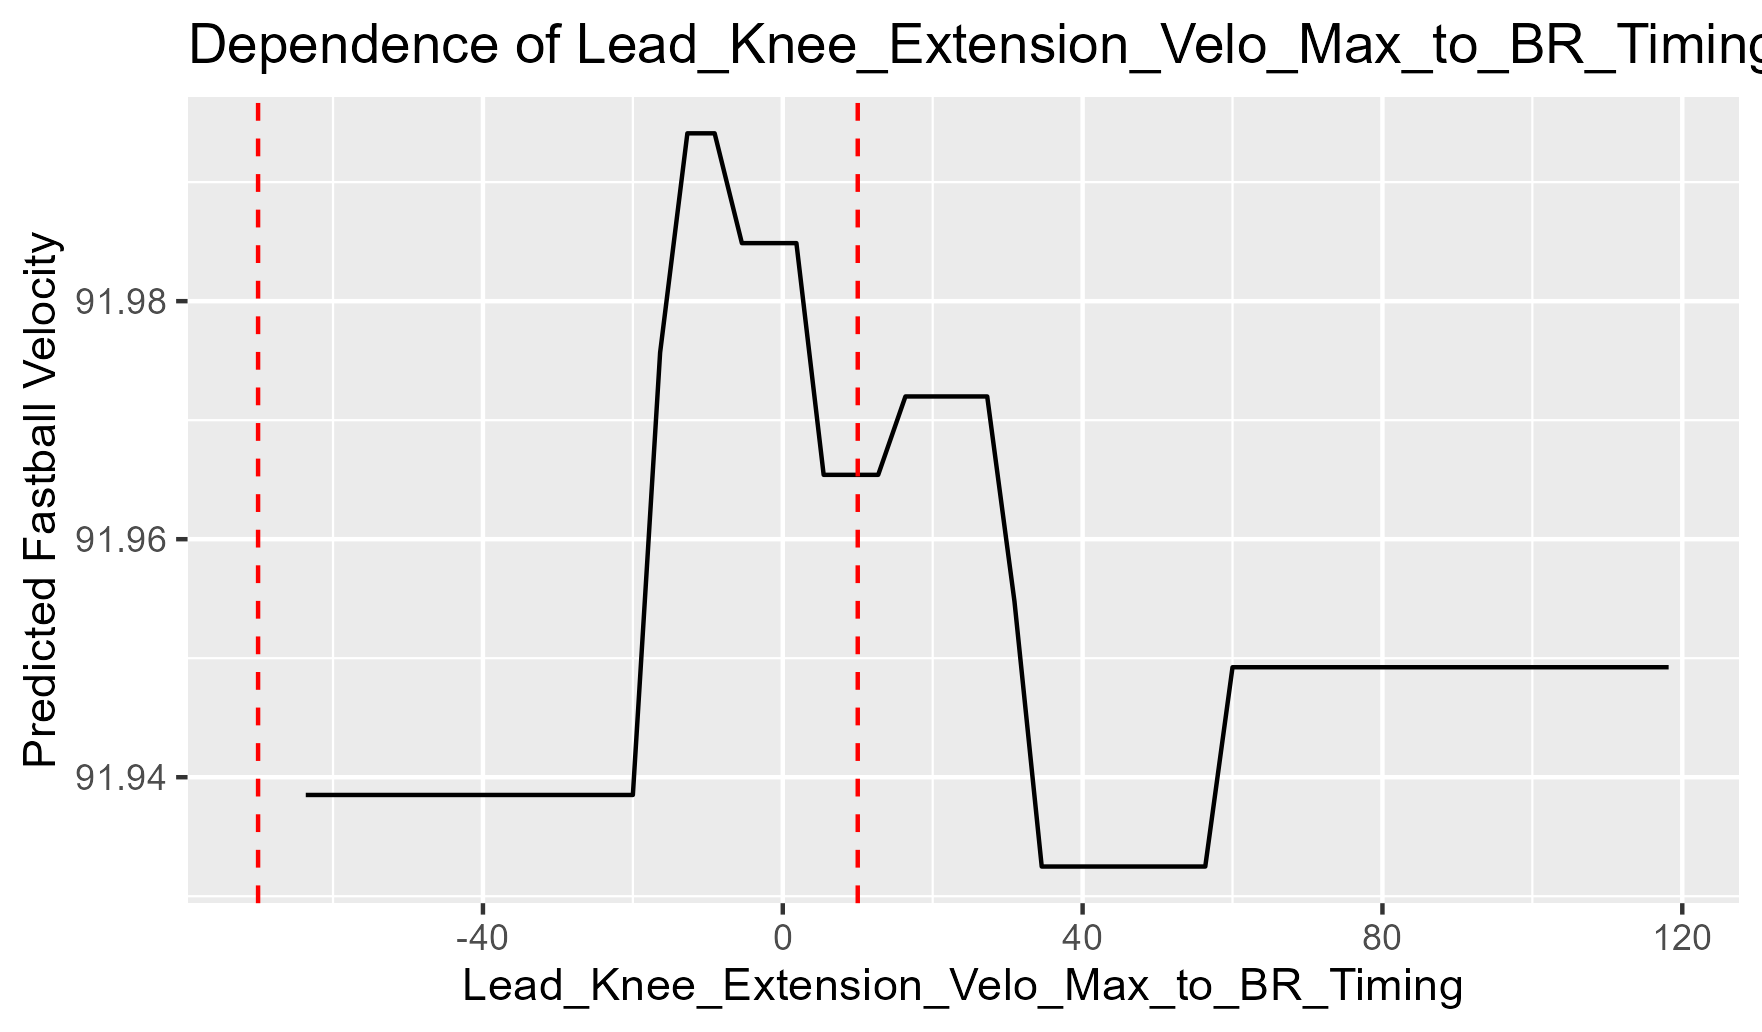 Dependence of Lead_Knee_Extension_Velo_Max_to_BR_Timing
Predicted Fastball Velocity
91.98
91.96
91.94
-40
0
40
80
120
Lead_Knee_Extension_Velo_Max_to_BR_Timing